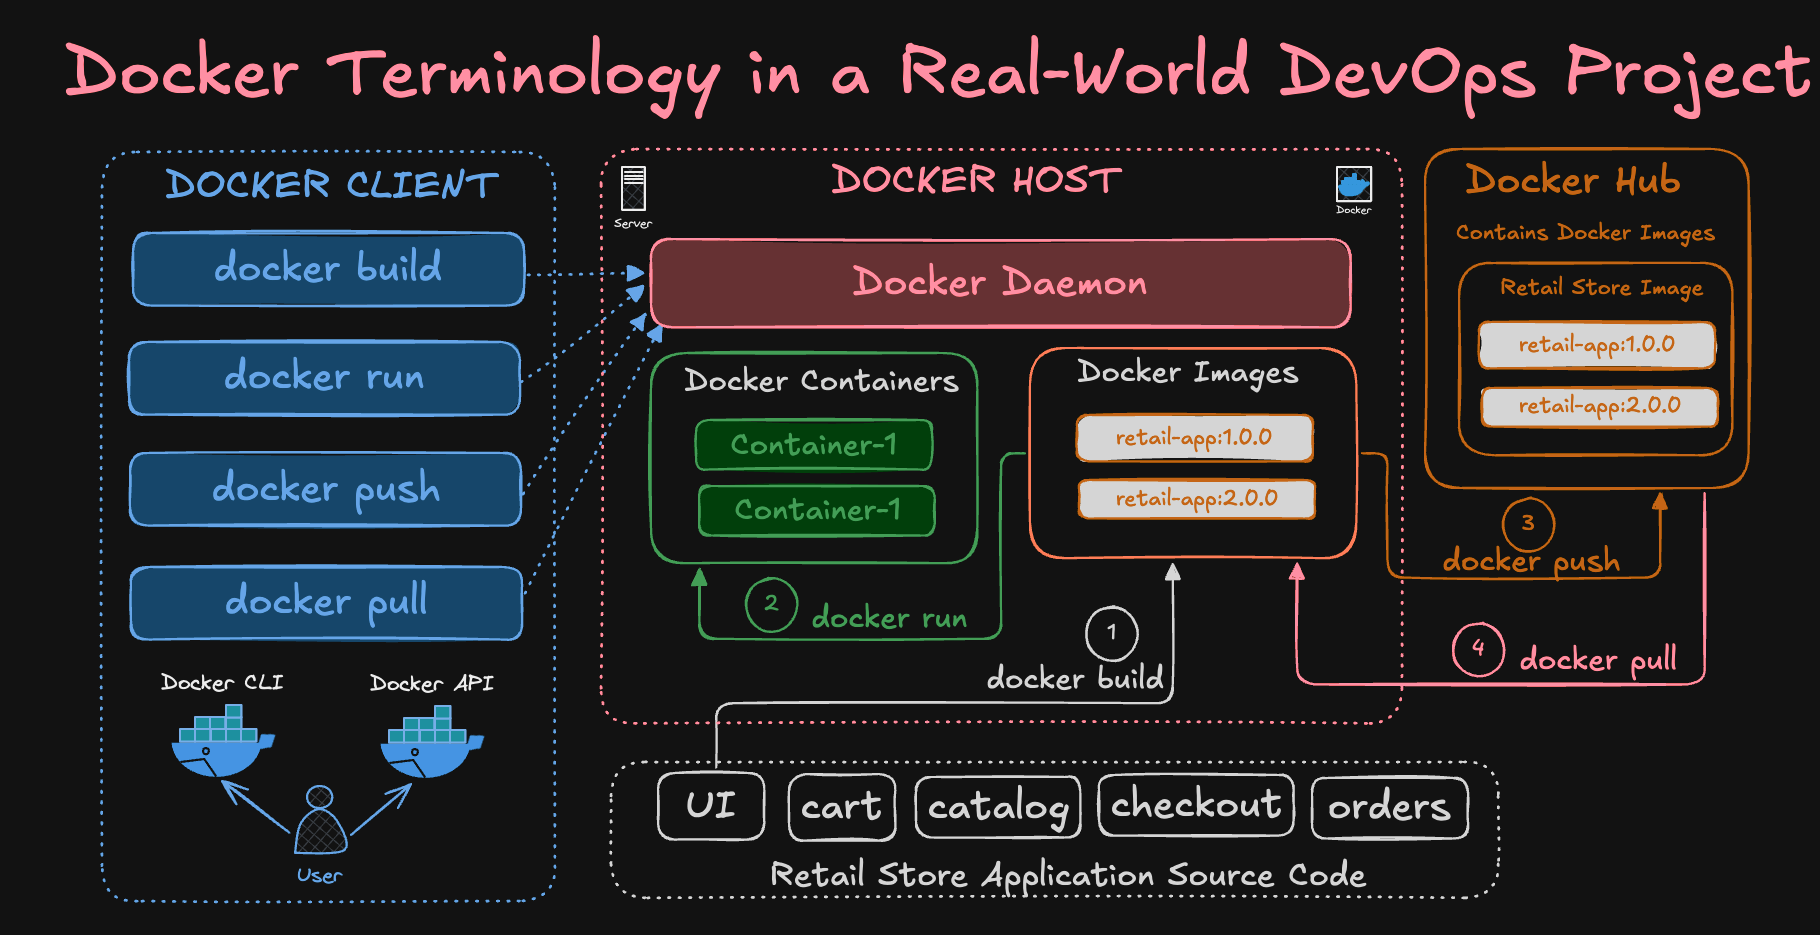 Docker Terminology in a Real-World DevOps Project
DOCKER CLIENT
docker build
docker run
docker push
docker pull
Docker CLI
Docker API
User
DOCKER HOST
Server
Docker
Docker Daemon
Docker Containers
Container-1
Container-1
Docker Images
retail-app:1.0.0
retail-app:2.0.0
2
docker run
1
docker build
Docker Hub
Contains Docker Images
Retail Store Image
retail-app:1.0.0
retail-app:2.0.0
3
docker push
4
docker pull
UI
cart
catalog
checkout
orders
Retail Store Application Source Code